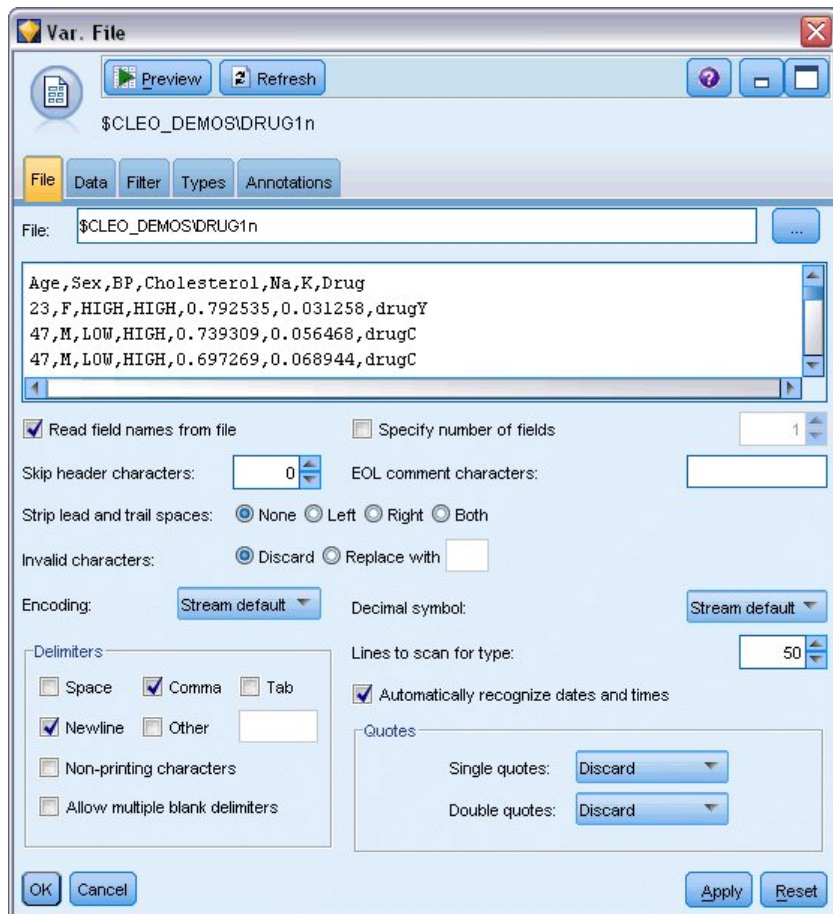 Var. File
Preview Refresh
$CLEO_DEMOS\DRUG1n
File Data Filter Types Annotations
File: $CLEO_DEMOS\DRUG1n ...
Age,Sex,BP,Cholesterol,Na,K,Drug
23,F,HIGH,HIGH,0.792535,0.031258,drugY
47,M,LOW,HIGH,0.739309,0.056468,drugC
47,M,LOW,HIGH,0.697269,0.068944,drugC
Read field names from file Specify number of fields 1
Skip header characters: 0 EOL comment characters:
Strip lead and trail spaces: None Left Right Both
Invalid characters: Discard Replace with
Encoding: Stream default Decimal symbol: Stream default
Delimiters Lines to scan for type: 50
Space Comma Tab Automatically recognize dates and times
Newline Other Quotes
Single quotes: Discard
Non-printing characters
Double quotes: Discard
Allow multiple blank delimiters
OK Cancel Apply Reset